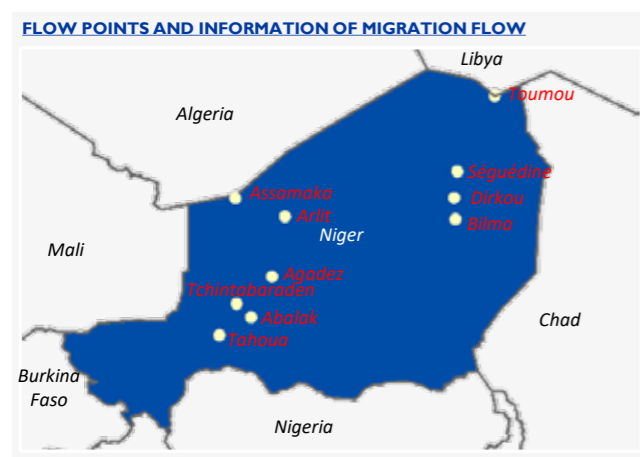 FLOW POINTS AND INFORMATION OF MIGRATION FLOW
Libya
Toumou
Algeria
Séguédine
Assamaka
Dirkou
Arlit
Bilma
Niger
Mali
Agadez
Tchintabaraden
Abalak
Chad
Tahoua
Burkina
Faso
Nigeria